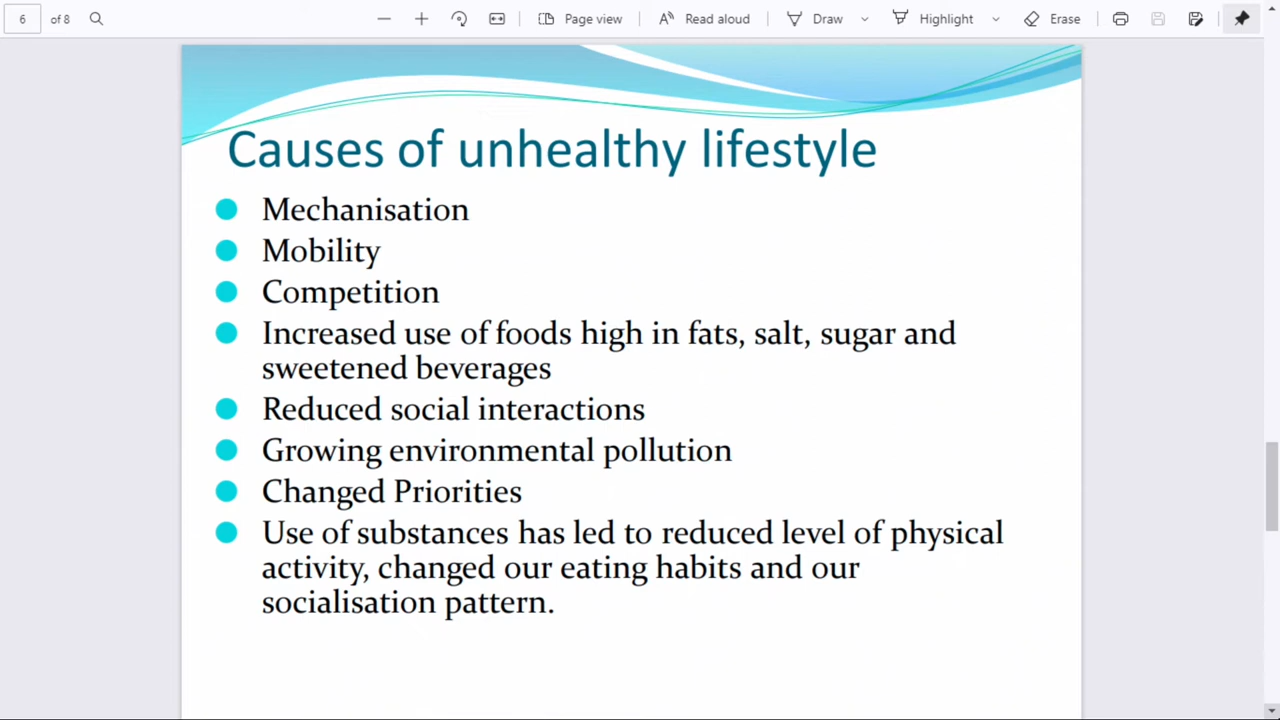 6 of 8 Page view Read aloud Draw Highlight Erase
Causes of unhealthy lifestyle
Mechanisation
Mobility
Competition
Increased use of foods high in fats, salt, sugar and
sweetened beverages
Reduced social interactions
Growing environmental pollution
Changed Priorities
Use of substances has led to reduced level of physical
activity, changed our eating habits and our
socialisation pattern.